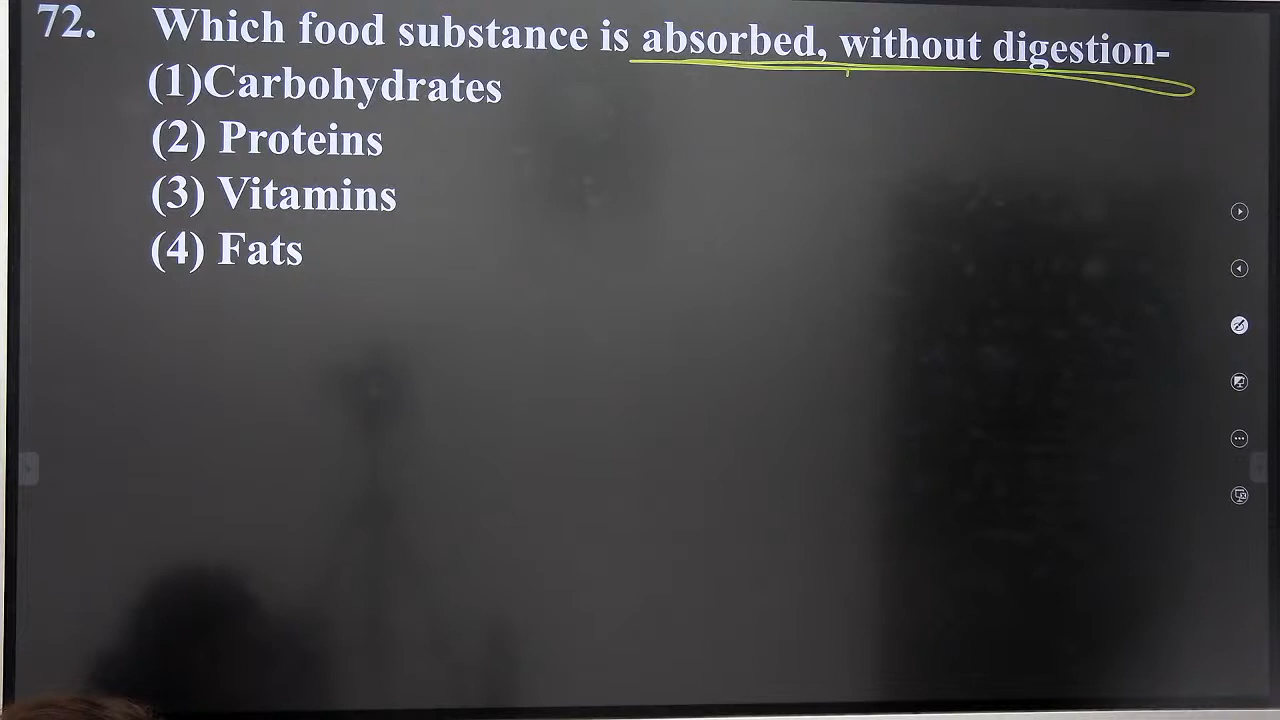 72. Which food substance is absorbed, without digestion-
(1)Carbohydrates
(2) Proteins
(3) Vitamins
(4) Fats